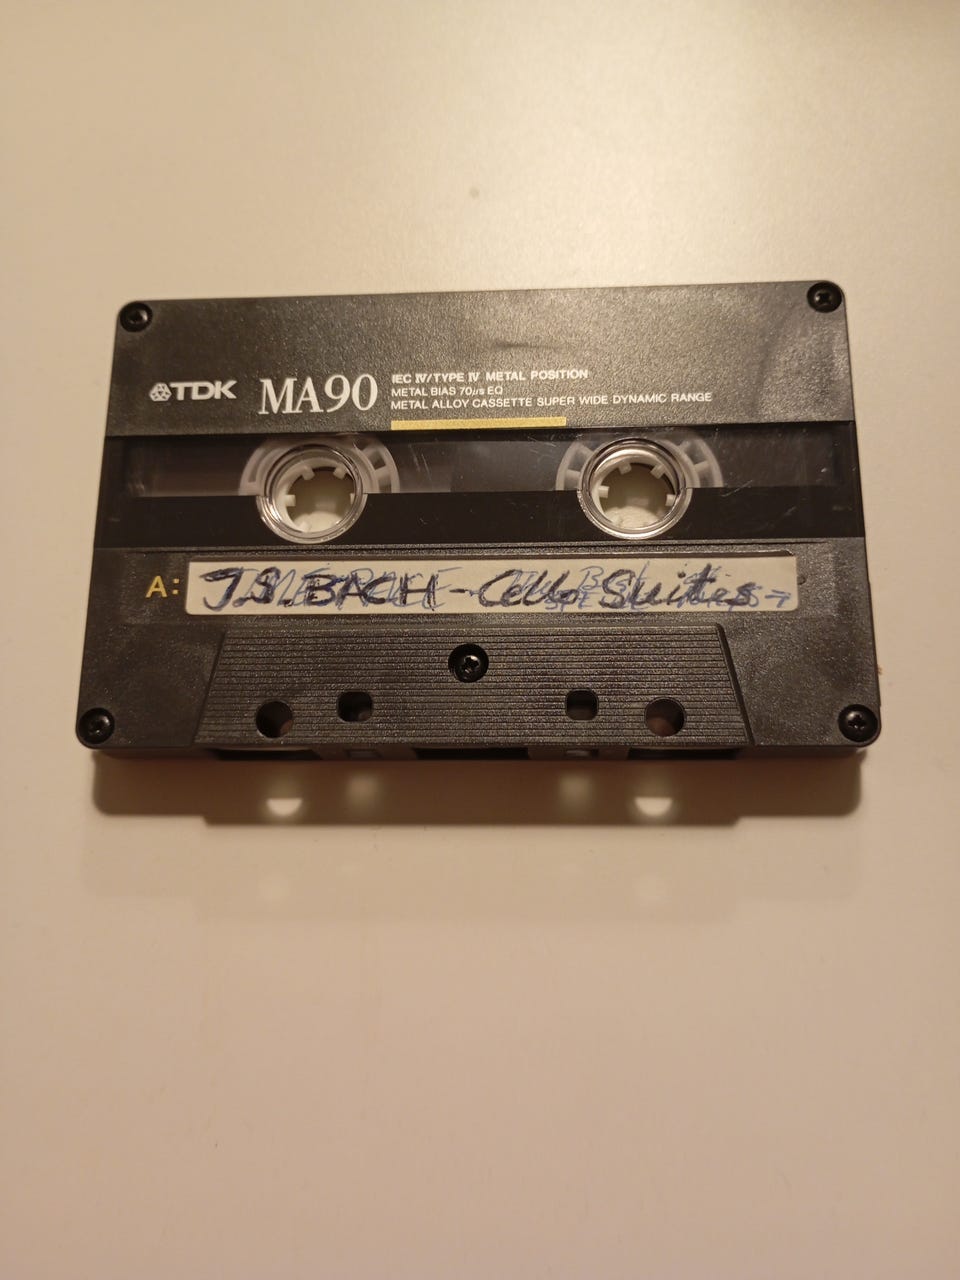 TDK MA90 IEC IV/TYPE IV METAL POSITION
METAL BIAS 70µs EQ
METAL ALLOY CASSETTE SUPER WIDE DYNAMIC RANGE
A: J.S.BACH - Cello Suites